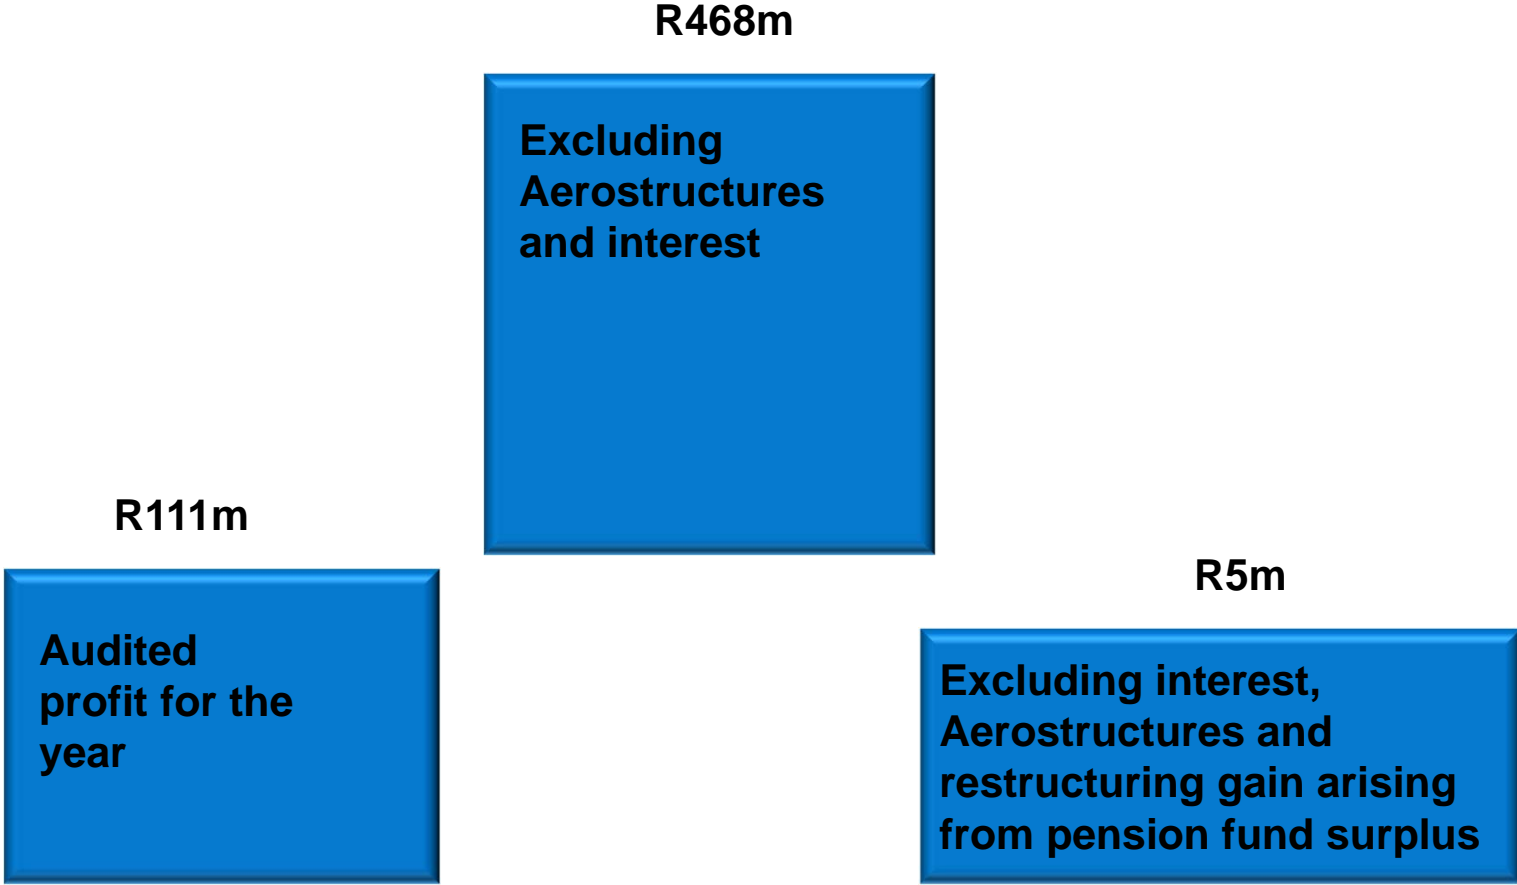 R468m
Excluding
Aerostructures
and interest
R111m
Audited
profit for the
year
R5m
Excluding interest,
Aerostructures and
restructuring gain arising
from pension fund surplus